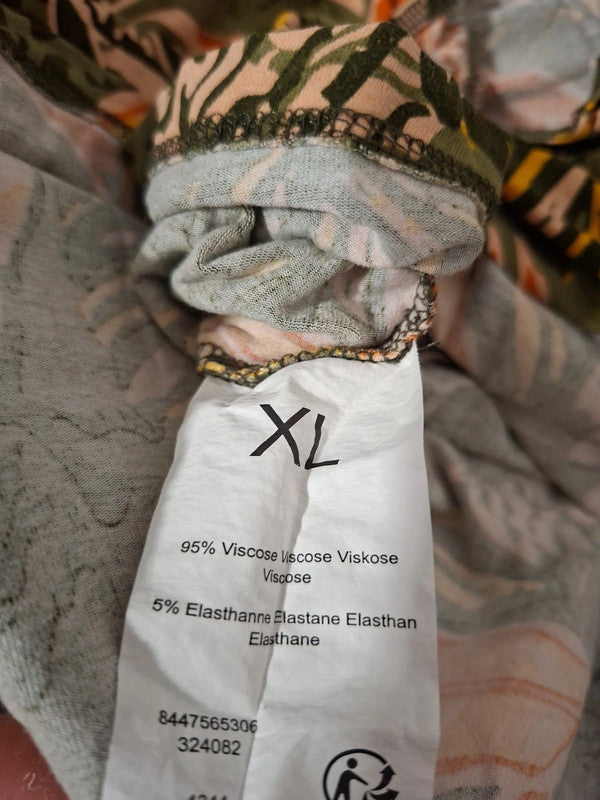 XL
95% Viscose Viscose Viskose
Viscose
5% Elasthanne Elastane Elasthan
Elasthane
8447565306
324082